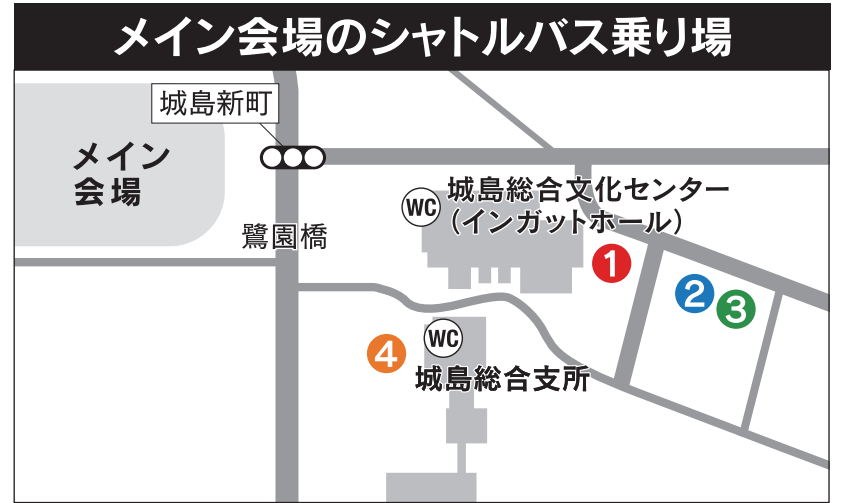 メイン会場のシャトルバス乗り場
城島新町
メイン
会場
鷺園橋
WC
城島総合文化センター
（インガットホール）
1
2
3
4
WC
城島総合支所